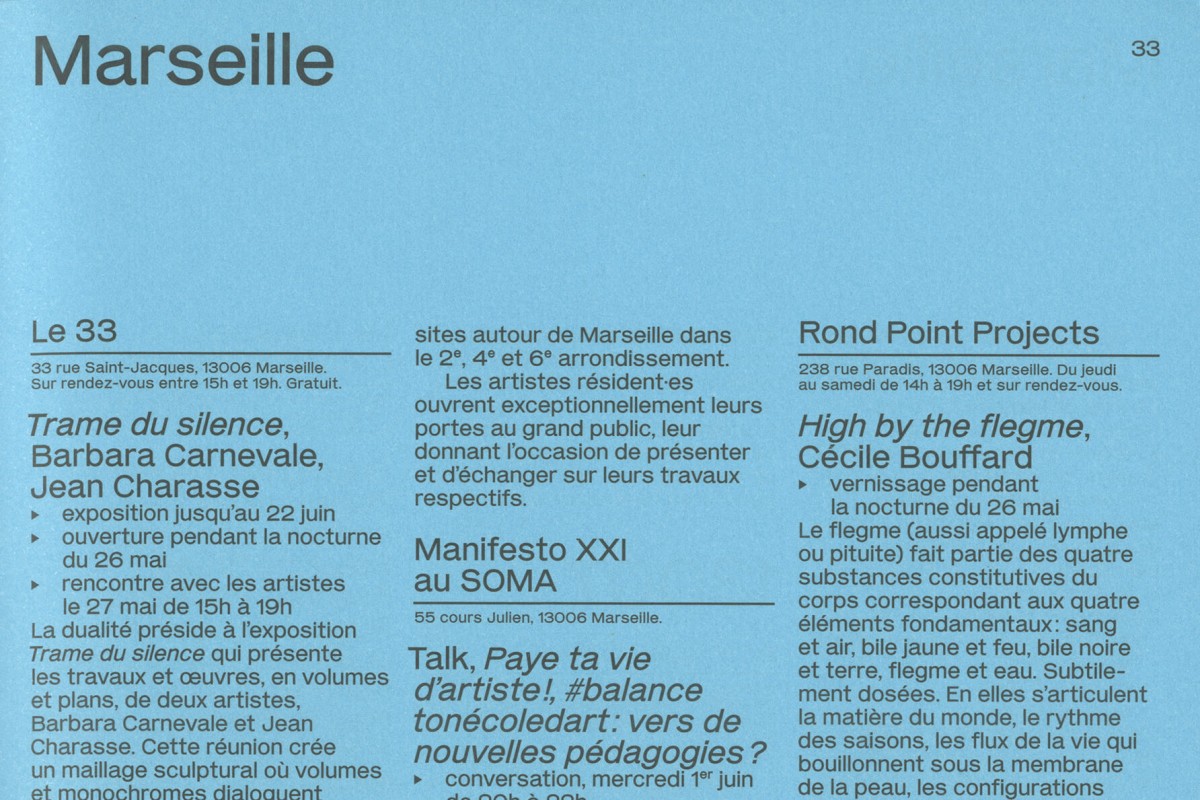 Marseille
33
Le 33
33 rue Saint-Jacques, 13006 Marseille.
Sur rendez-vous entre 15h et 19h. Gratuit.
Trame du silence,
Barbara Carnevale,
Jean Charasse
▸ exposition jusqu’au 22 juin
▸ ouverture pendant la nocturne
du 26 mai
▸ rencontre avec les artistes
le 27 mai de 15h à 19h
La dualité préside à l’exposition
Trame du silence qui présente
les travaux et œuvres, en volumes
et plans, de deux artistes,
Barbara Carnevale et Jean
Charasse. Cette réunion crée
un maillage sculptural où volumes
et monochromes dialoguent
sites autour de Marseille dans
le 2ᵉ, 4ᵉ et 6ᵉ arrondissement.
Les artistes résident·es
ouvrent exceptionnellement leurs
portes au grand public, leur
donnant l’occasion de présenter
et d’échanger sur leurs travaux
respectifs.
Manifesto XXI
au SOMA
55 cours Julien, 13006 Marseille.
Talk, Paye ta vie
d’artiste!, #balance
tonécoledart: vers de
nouvelles pédagogies?
▸ conversation, mercredi 1ᵉʳ juin
Rond Point Projects
238 rue Paradis, 13006 Marseille. Du jeudi
au samedi de 14h à 19h et sur rendez-vous.
High by the flegme,
Cécile Bouffard
▸ vernissage pendant
la nocturne du 26 mai
Le flegme (aussi appelé lymphe
ou pituite) fait partie des quatre
substances constitutives du
corps correspondant aux quatre
éléments fondamentaux: sang
et air, bile jaune et feu, bile noire
et terre, flegme et eau. Subtile-
ment dosées. En elles s’articulent
la matière du monde, le rythme
des saisons, les flux de la vie qui
bouillonnent sous la membrane
de la peau, les configurations